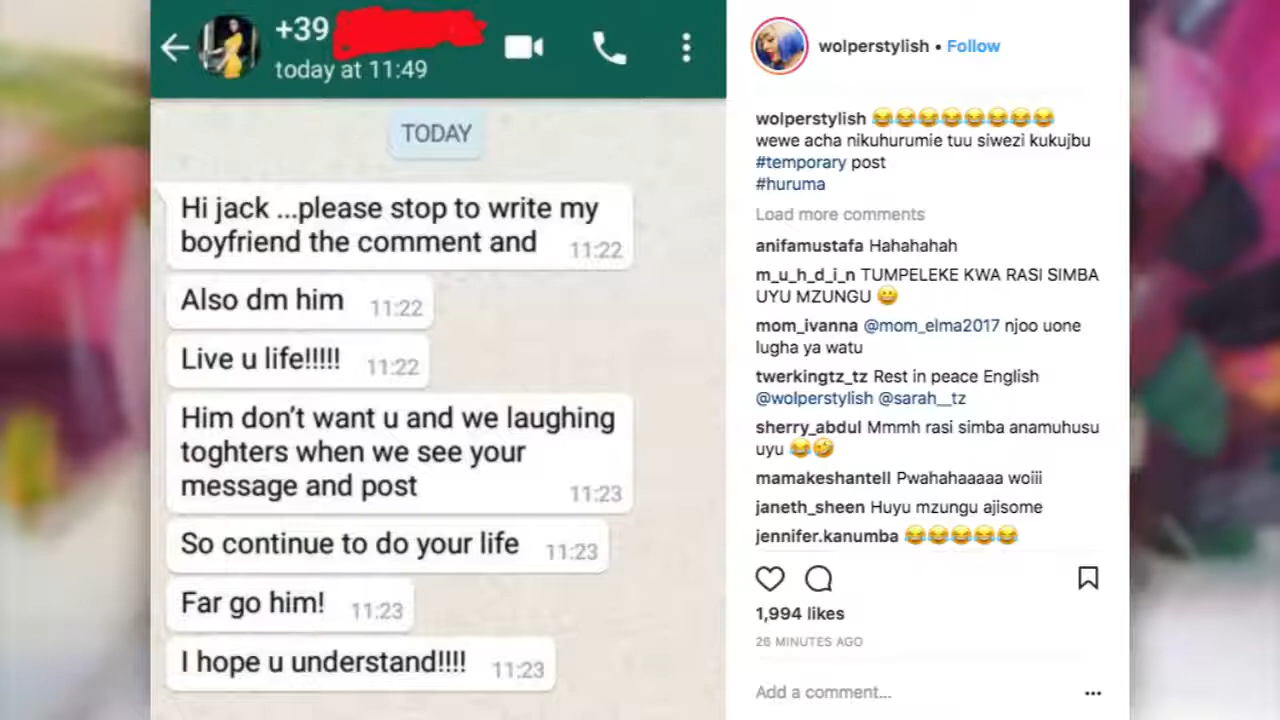 +39
today at 11:49
TODAY
Hi jack ...please stop to write my
boyfriend the comment and 11:22
Also dm him 11:22
Live u life!!!!! 11:22
Him don't want u and we laughing
toghters when we see your
message and post 11:23
So continue to do your life 11:23
Far go him! 11:23
I hope u understand!!!! 11:23
wolperstylish • Follow
wolperstylish 😂😂😂😂😂😂😂😂
wewe acha nikuhurumie tuu siwezi kukujbu
#temporary post
#huruma
Load more comments
anifamustafa Hahahahah
m_u_h_d_i_n TUMPELEKE KWA RASI SIMBA
UYU MZUNGU 😁
mom_ivanna @mom_elma2017 njoo uone
lugha ya watu
twerkingtz_tz Rest in peace English
@wolperstylish @sarah__tz
sherry_abdul Mmmh rasi simba anamuhusu
uyu 😂🤣
mamakeshantell Pwahahaaaaa woiii
janeth_sheen Huyu mzungu ajisome
jennifer.kanumba 😂😂😂😂😂
1,994 likes
26 MINUTES AGO
Add a comment...